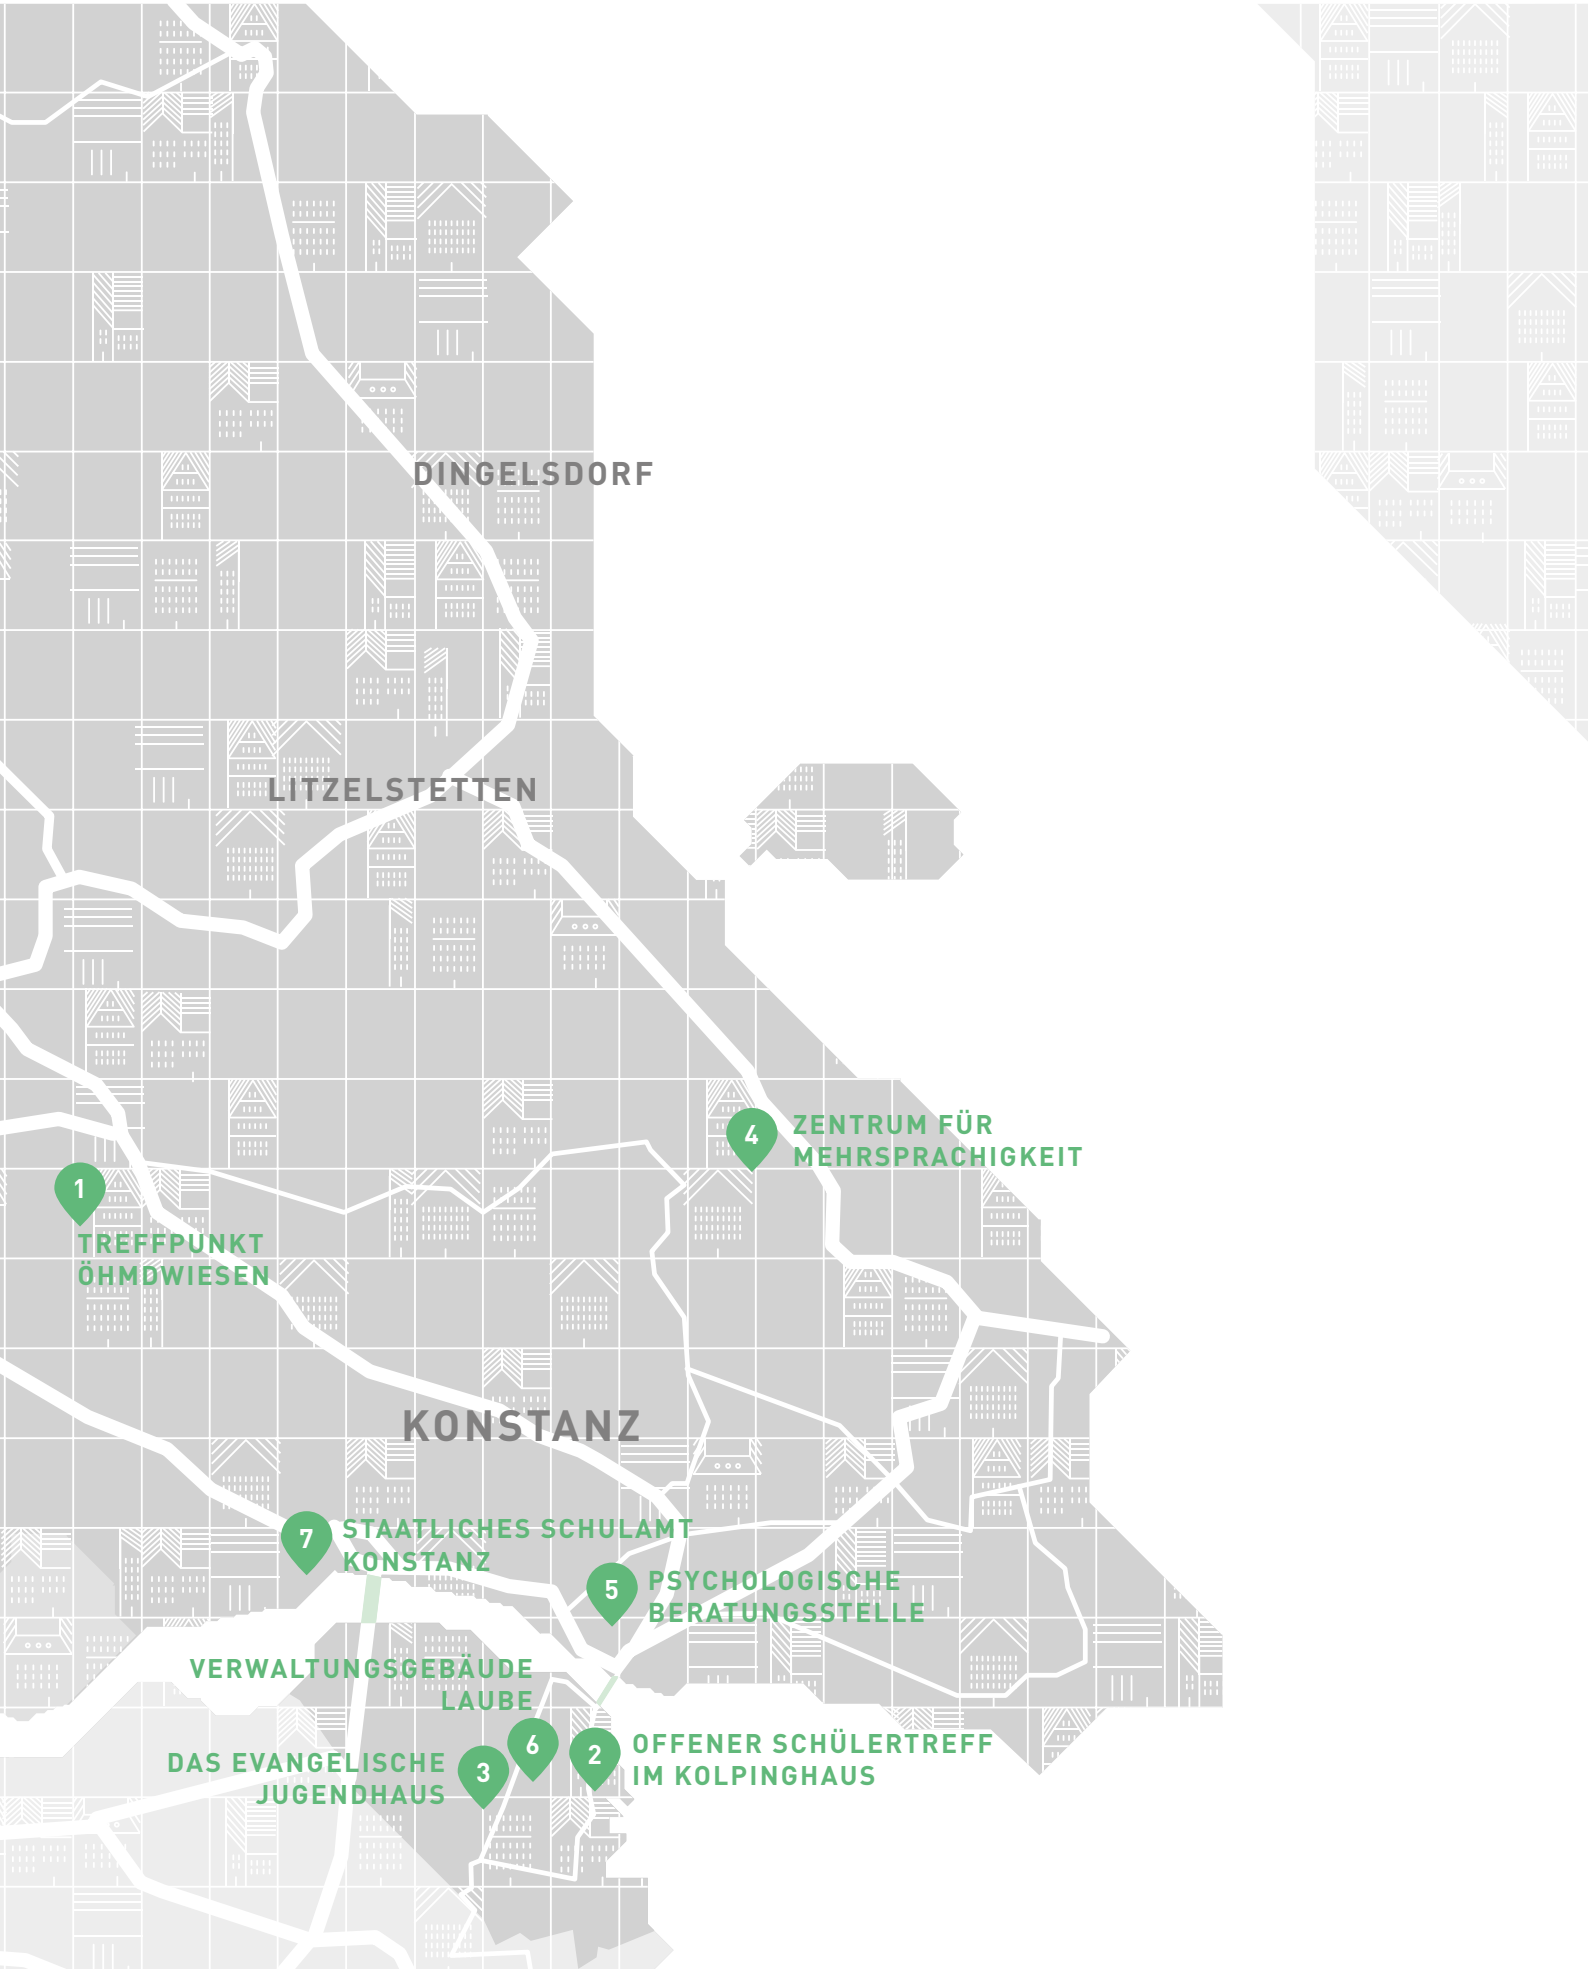 DINGELSDORF
LITZELSTETTEN
4
ZENTRUM FÜR
MEHRSPRACHIGKEIT
1
TREFFPUNKT
ÖHMDWIESEN
KONSTANZ
7
STAATLICHES SCHULAMT
KONSTANZ
5
PSYCHOLOGISCHE
BERATUNGSSTELLE
VERWALTUNGSGEBÄUDE
LAUBE
6
2
OFFENER SCHÜLERTREFF
IM KOLPINGHAUS
DAS EVANGELISCHE
JUGENDHAUS
3